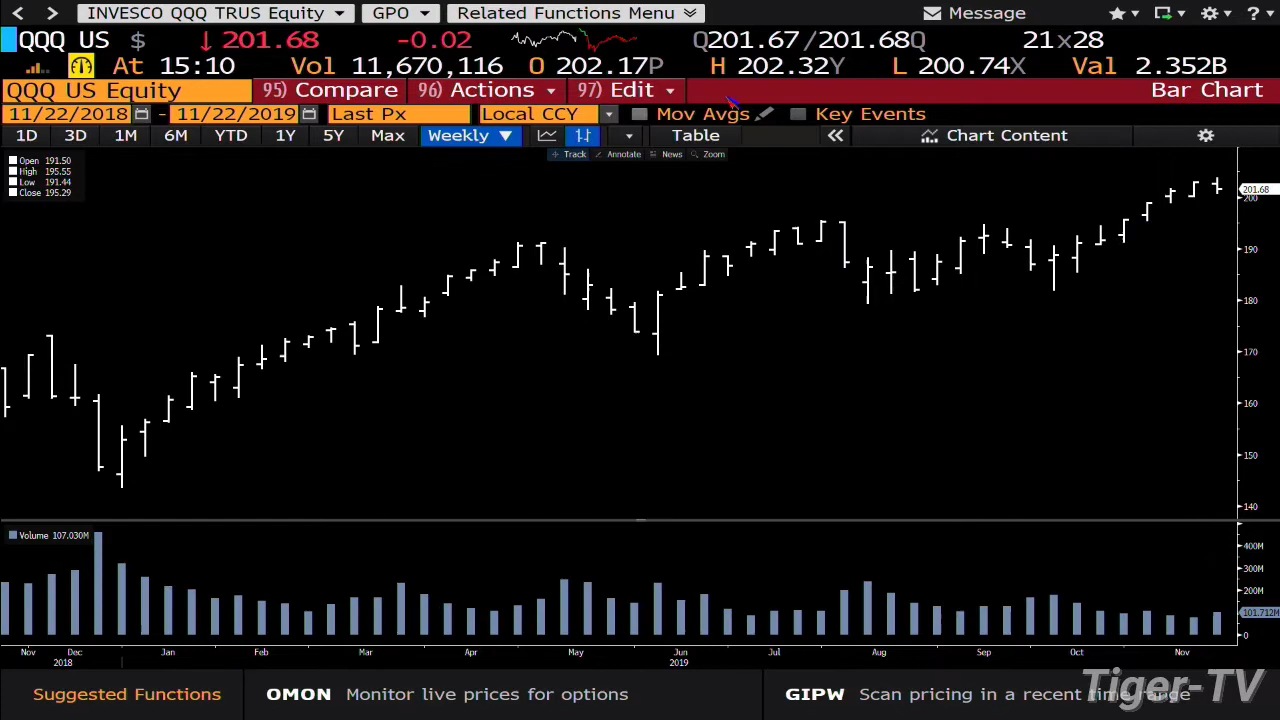 INVESCO QQQ TRUS Equity GPO Related Functions Menu Message ?
QQQ US $ ↓ 201.68 -0.02 Q201.67/201.68Q 21x28
At 15:10 Vol 11,670,116 O 202.17P H 202.32Y L 200.74X Val 2.352B
QQQ US Equity 95) Compare 96) Actions 97) Edit Bar Chart
11/22/2018 - 11/22/2019 Last Px Local CCY Mov Avgs Key Events
1D 3D 1M 6M YTD 1Y 5Y Max Weekly ▼ Table « Chart Content
Track Annotate News Zoom
Open 191.50
High 195.55
Low 191.44
Close 195.29
201.68
200
190
180
170
160
150
140
Volume 107.030M
400M
300M
200M
101.712M
0
Nov Dec Jan Feb Mar Apr May Jun Jul Aug Sep Oct Nov
2018 2019
Suggested Functions OMON Monitor live prices for options GIPW Scan pricing in a recent time range
Tiger-TV